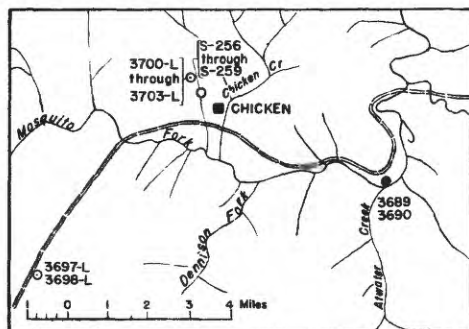 S-256
3700-L through
through S-259
3703-L
Chicken Cr
CHICKEN
Mosquito Fork
Dennison Fork
3689
3690
Atwater Creek
3697-L
3698-L
1 0 1 2 3 4 Miles